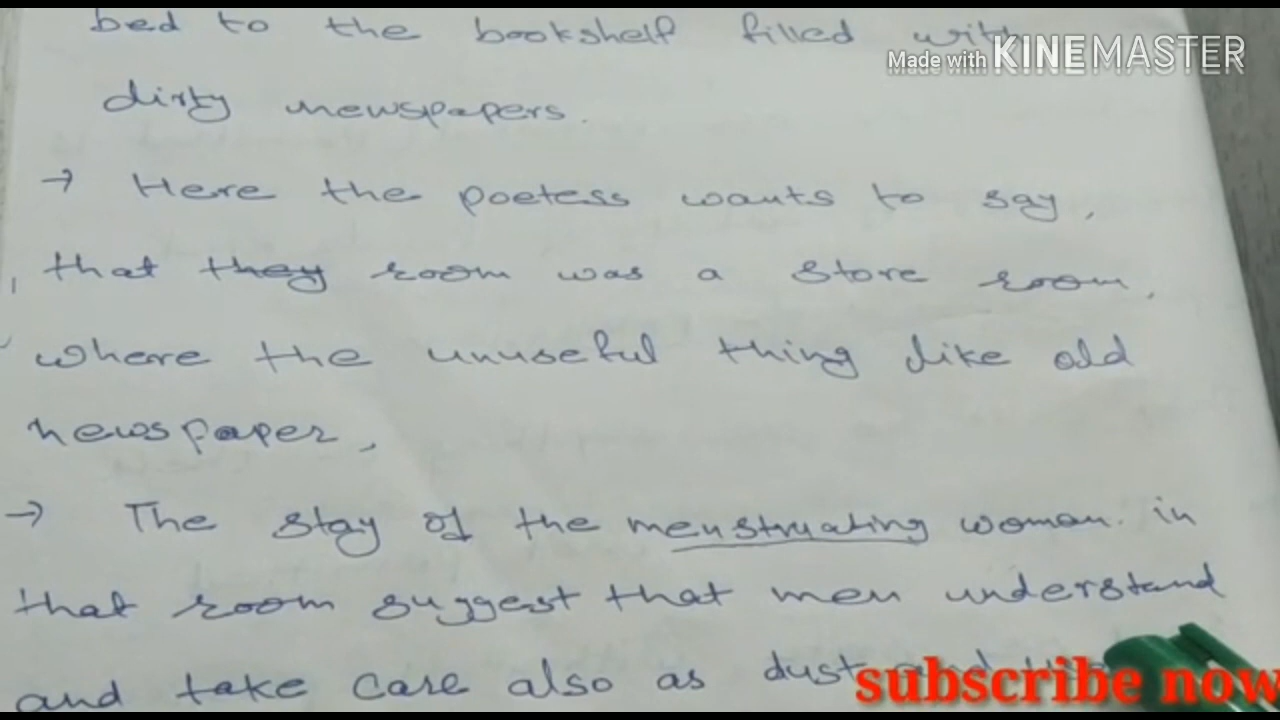 bed to the bookshelf filled with
Made with KINEMASTER
dirty newspapers.
→ Here the poetess wants to say,
that they room was a store room,
where the unuseful thing like old
newspaper,
→ The stay of the menstruating woman in
that room suggest that men understand
and take care also as dust and
subscribe now